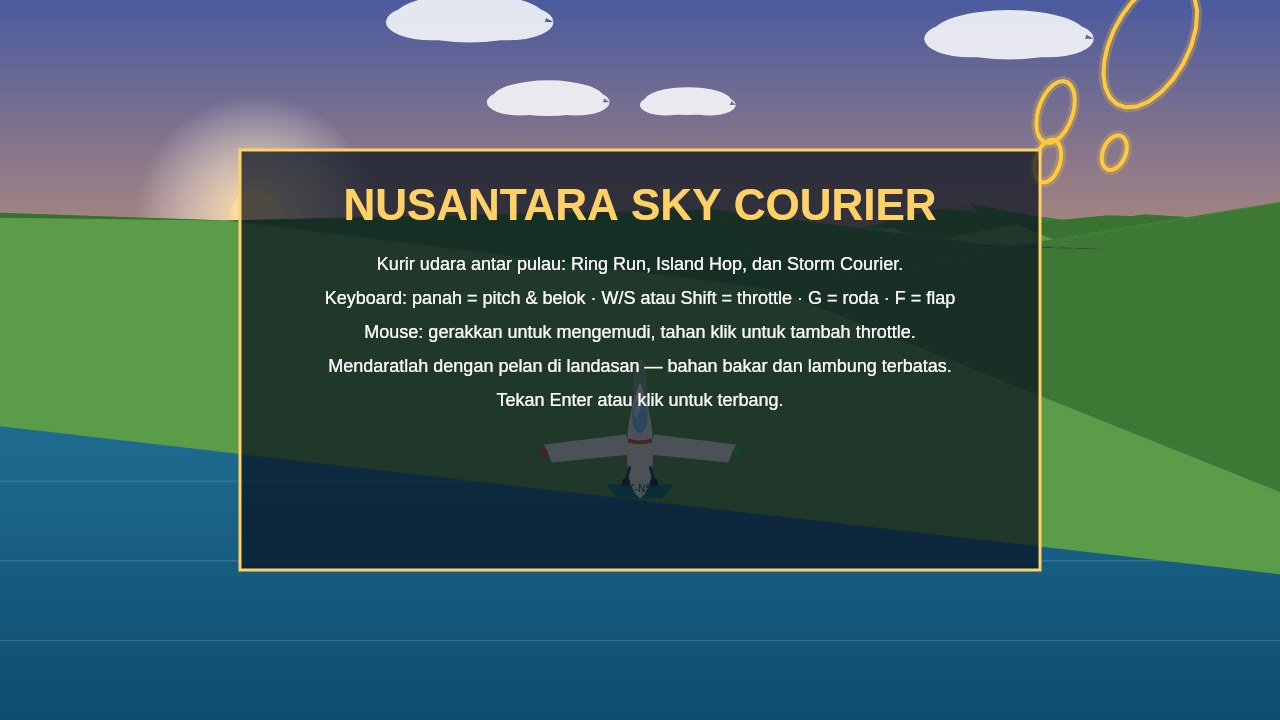 NUSANTARA SKY COURIER
Kurir udara antar pulau: Ring Run, Island Hop, dan Storm Courier.
Keyboard: panah = pitch & belok · W/S atau Shift = throttle · G = roda · F = flap
Mouse: gerakkan untuk mengemudi, tahan klik untuk tambah throttle.
Mendaratlah dengan pelan di landasan — bahan bakar dan lambung terbatas.
Tekan Enter atau klik untuk terbang.